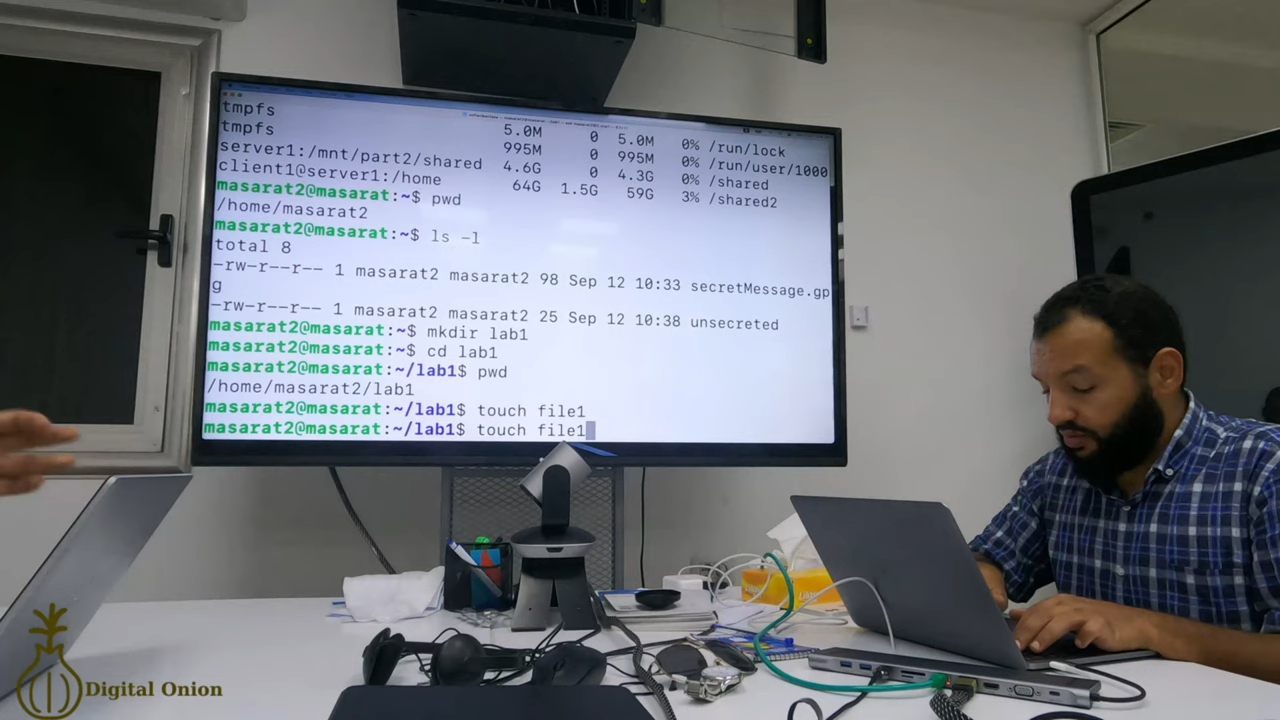 tmpfs
tmpfs 5.0M 0 5.0M 0% /run/lock
server1:/mnt/part2/shared 995M 0 995M 0% /run/user/1000
client1@server1:/home 4.6G 0 4.3G 0% /shared
64G 1.5G 59G 3% /shared2
masarat2@masarat:~$ pwd
/home/masarat2
masarat2@masarat:~$ ls -l
total 8
-rw-r--r-- 1 masarat2 masarat2 98 Sep 12 10:33 secretMessage.gp
g
-rw-r--r-- 1 masarat2 masarat2 25 Sep 12 10:38 unsecreted
masarat2@masarat:~$ mkdir lab1
masarat2@masarat:~$ cd lab1
masarat2@masarat:~/lab1$ pwd
/home/masarat2/lab1
masarat2@masarat:~/lab1$ touch file1
masarat2@masarat:~/lab1$ touch file1
Digital Onion